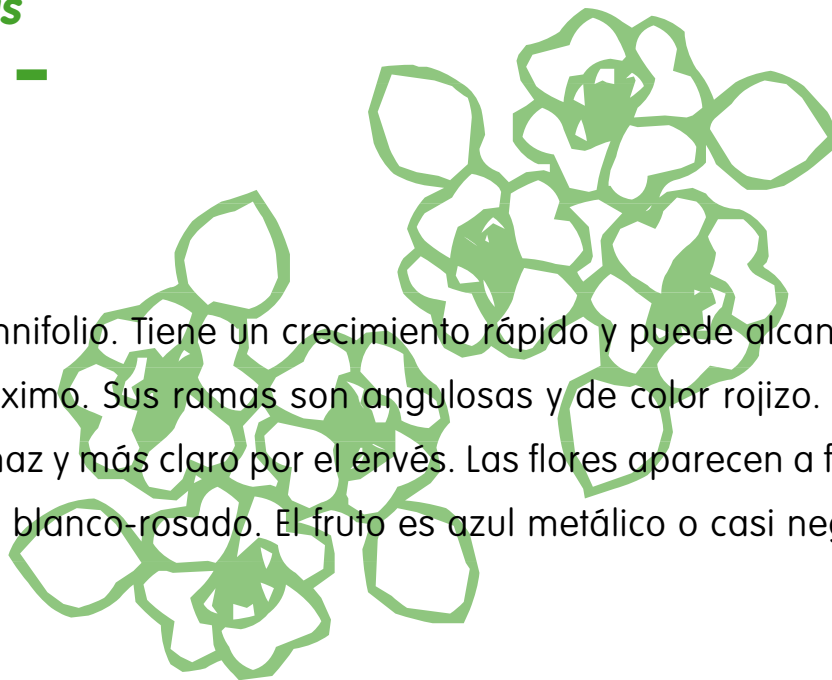 s
–
nnifolio. Tiene un crecimiento rápido y puede alcan
ximo. Sus ramas son angulosas y de color rojizo.
naz y más claro por el envés. Las flores aparecen a f
blanco-rosado. El fruto es azul metálico o casi neg